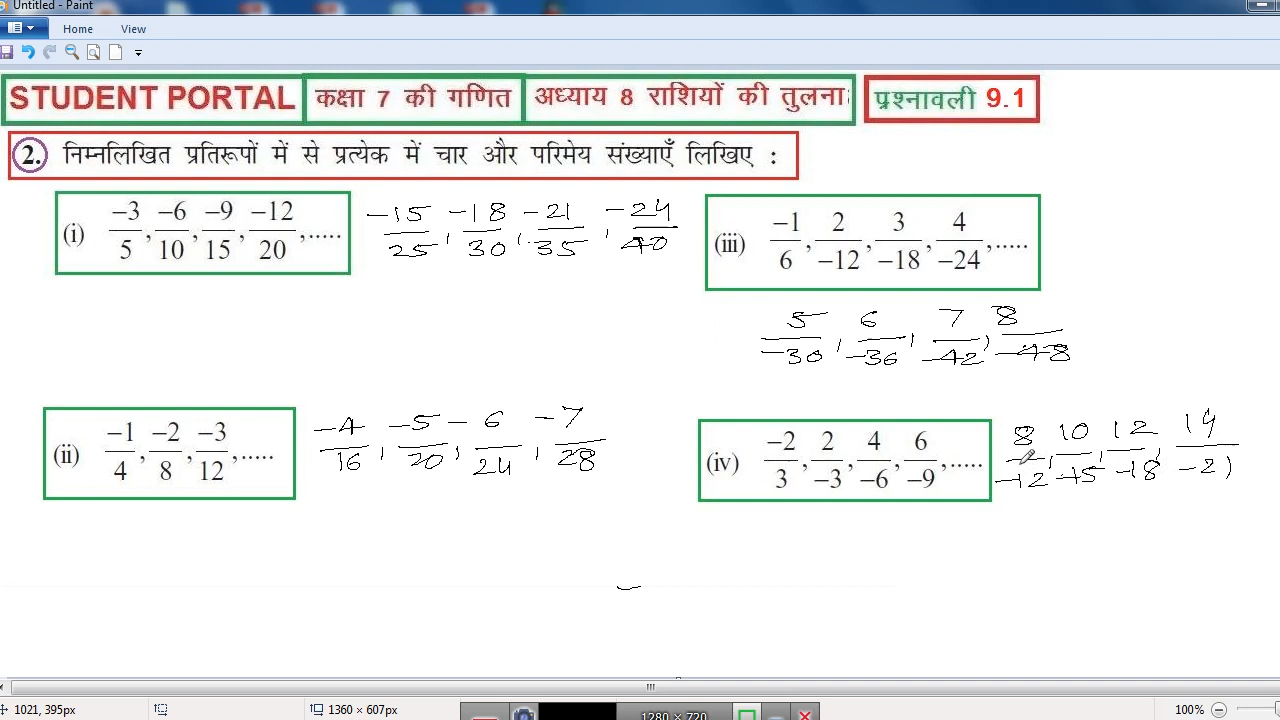 Untitled - Paint
Home View
STUDENT PORTAL कक्षा 7 की गणित अध्याय 8 राशियों की तुलना प्रश्नावली 9.1
2. निम्नलिखित प्रतिरूपों में से प्रत्येक में चार और परिमेय संख्याएँ लिखिए :
(i) -3/5, -6/10, -9/15, -12/20, ..... -15/25, -18/30, -21/35, -24/40
(iii) -1/6, 2/-12, 3/-18, 4/-24, .....
5/-30, 6/-36, 7/-42, 8/-48
(ii) -1/4, -2/8, -3/12, ..... -4/16, -5/20, -6/24, -7/28
(iv) -2/3, 2/-3, 4/-6, 6/-9, ..... 8/-12, 10/-15, 12/-18, 14/-21
1021, 395px 1360 × 607px 1280 × 720 100%